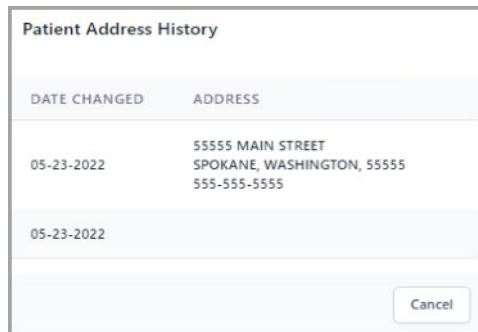 Patient Address History
DATE CHANGED ADDRESS
55555 MAIN STREET
05-23-2022 SPOKANE, WASHINGTON, 55555
555-555-5555
05-23-2022
Cancel